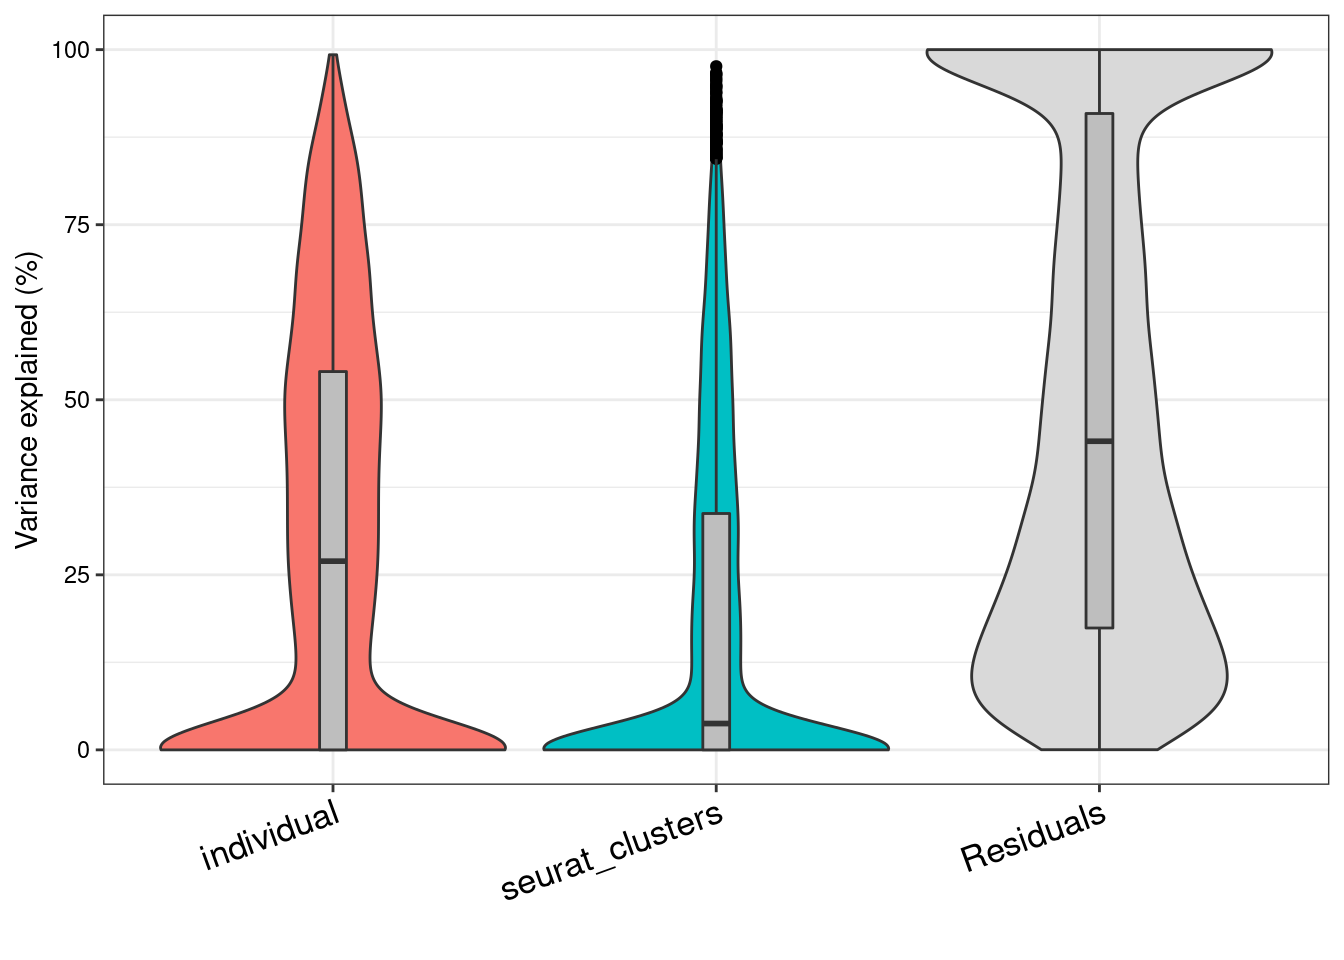 Variance explained (%)
100
75
50
25
0
individual
seurat_clusters
Residuals